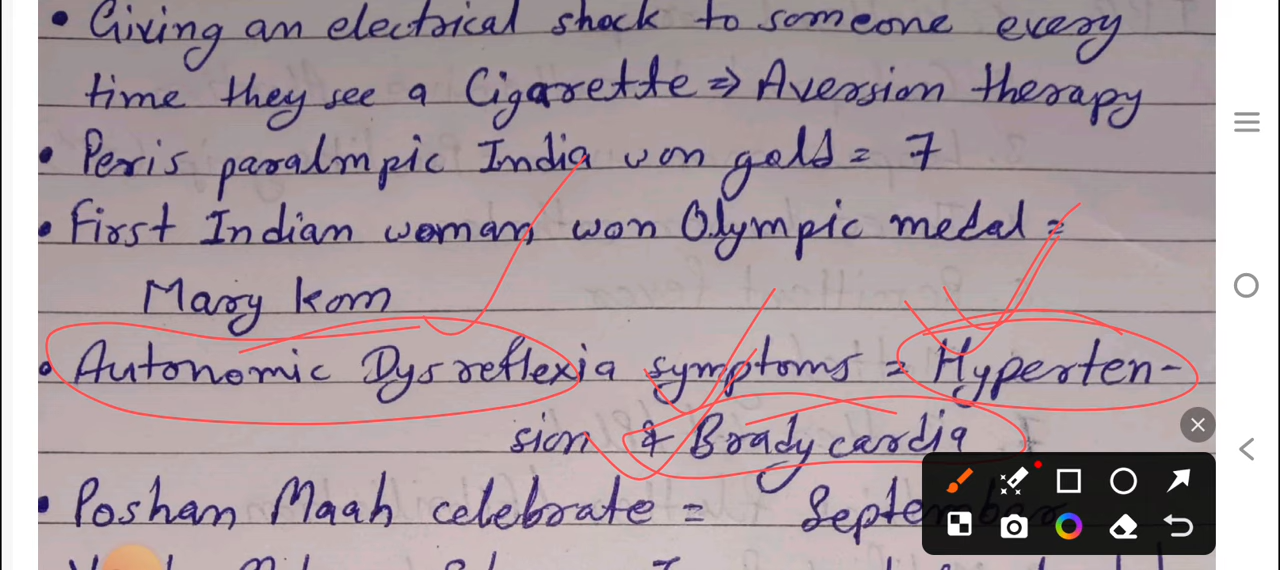 • Giving an electrical shock to someone every
time they see a Cigarette => Aversion therapy
• Peris paralmpic India won gold = 7
• First Indian woman won Olympic medal =
Mary kom
• Autonomic Dysreflexia symptoms = Hyperten-
sion & Bradycardia
• Poshan Maah celebrate = September